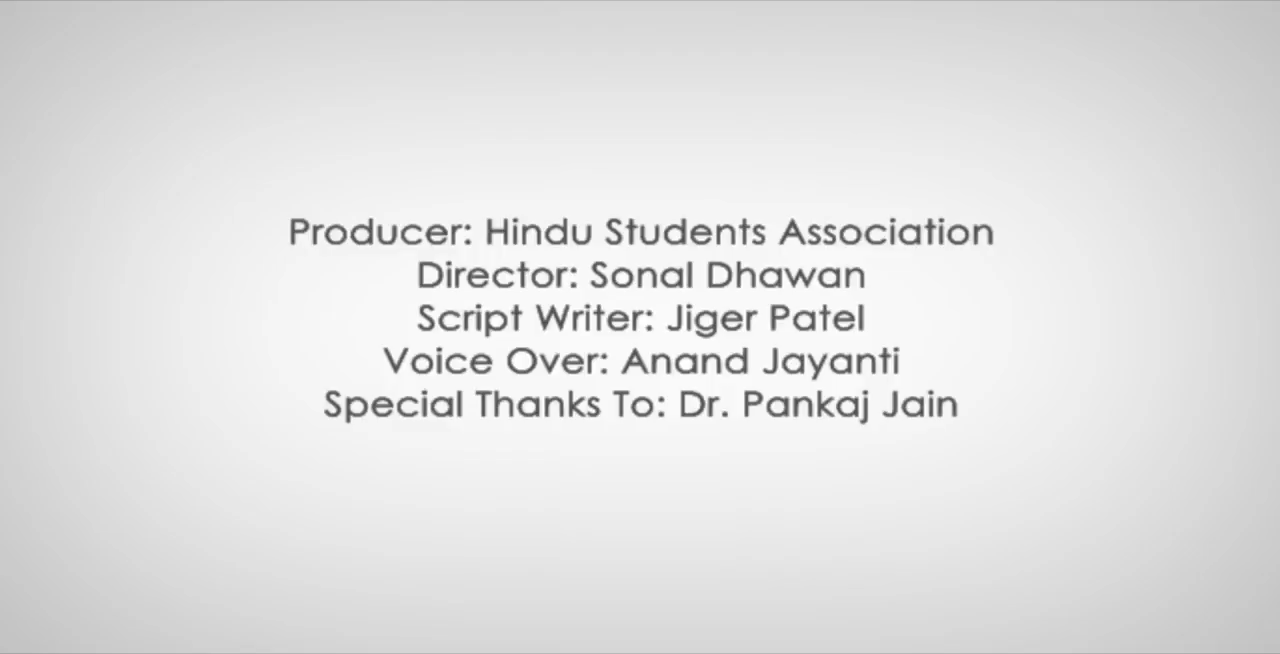 Producer: Hindu Students Association
Director: Sonal Dhawan
Script Writer: Jiger Patel
Voice Over: Anand Jayanti
Special Thanks To: Dr. Pankaj Jain